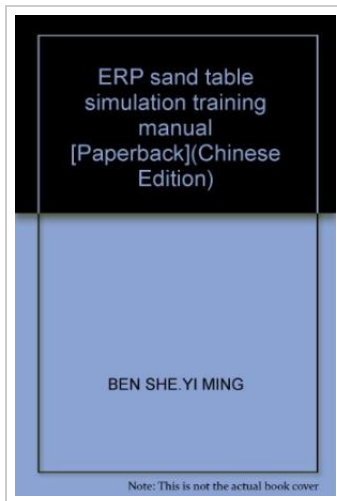 ERP sand table
simulation training
manual
[Paperback](Chinese
Edition)
BEN SHE.YI MING
Note: This is not the actual book cover